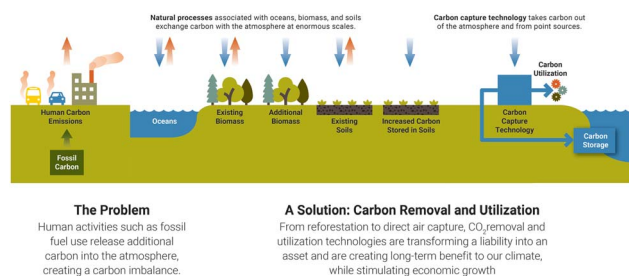 Natural processes associated with oceans, biomass, and soils
exchange carbon with the atmosphere at enormous scales.
Carbon capture technology takes carbon out
of the atmosphere and from point sources.
Carbon
Utilization
Human Carbon
Emissions
Oceans
Existing
Biomass
Additional
Biomass
Existing
Soils
Increased Carbon
Stored in Soils
Carbon
Capture
Technology
Carbon
Storage
Fossil
Carbon
The Problem
Human activities such as fossil
fuel use release additional
carbon into the atmosphere,
creating a carbon imbalance.
A Solution: Carbon Removal and Utilization
From reforestation to direct air capture, CO₂removal and
utilization technologies are transforming a liability into an
asset and are creating long-term benefit to our climate,
while stimulating economic growth